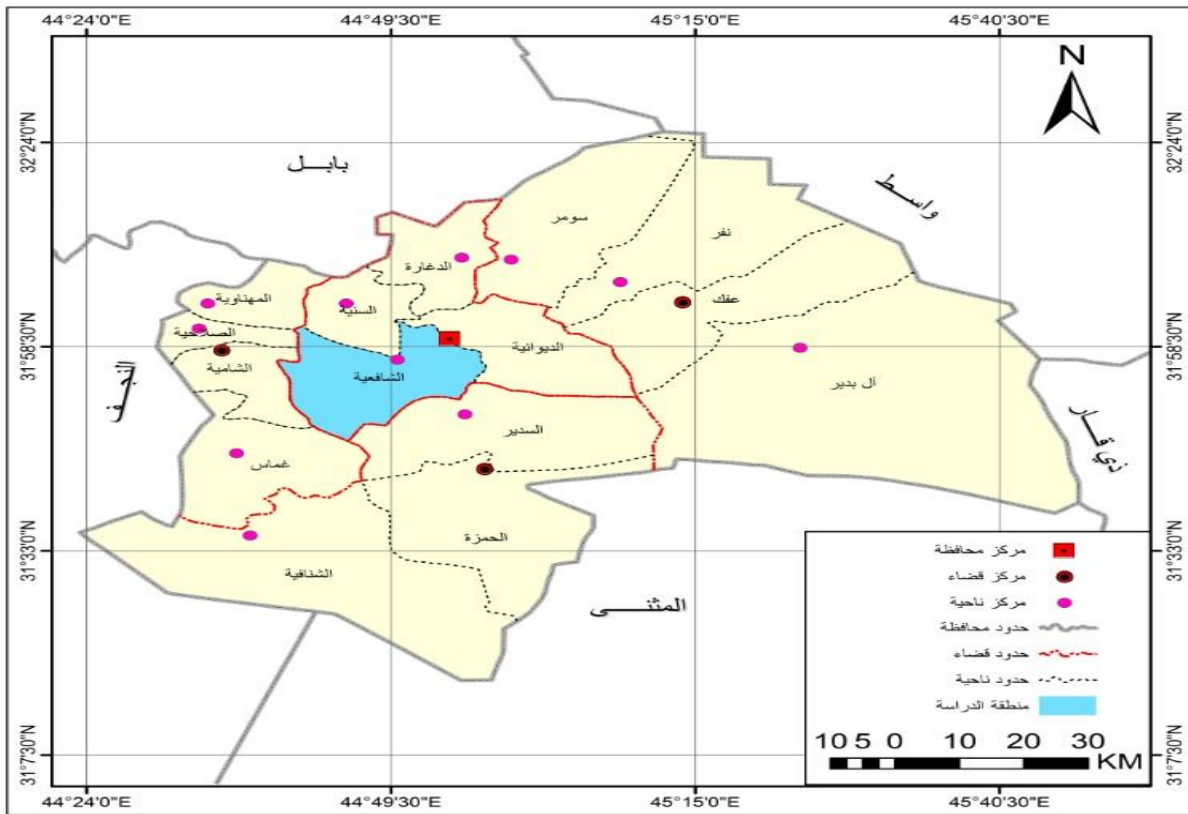 44°24'0"E 44°49'30"E 45°15'0"E 45°40'30"E
N
32°24'0"N 32°24'0"N
بابـــل
واســط
سومر
نفر
الدغارة
عفك
المهناوية
السنية
الصلاحية
31°58'30"N 31°58'30"N
الديوانية
الشامية
الشافعية
آل بدير
النجف
ذي قـــار
السدير
غماس
الحمزة
31°33'0"N 31°33'0"N
الشنافية
المثنـــــى
مركز محافظة
مركز قضاء
مركز ناحية
حدود محافظة
حدود قضاء
حدود ناحية
منطقة الدراسة
10 5 0 10 20 30 KM
31°7'30"N 31°7'30"N
44°24'0"E 44°49'30"E 45°15'0"E 45°40'30"E